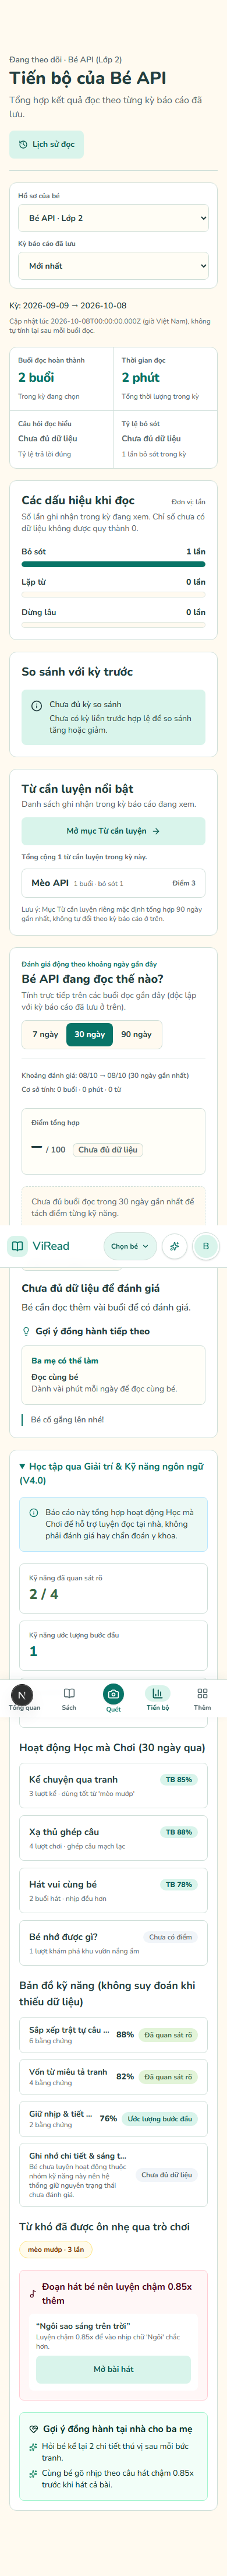 Đang theo dõi · Bé API (Lớp 2)
Tiến bộ của Bé API
Tổng hợp kết quả đọc theo từng kỳ báo cáo đã
lưu.
Lịch sử đọc
Hồ sơ của bé
Bé API · Lớp 2
Kỳ báo cáo đã lưu
Mới nhất
Kỳ: 2026-09-09 → 2026-10-08
Cập nhật lúc 2026-10-08T00:00:00.000Z (giờ Việt Nam), không
tự tính lại sau mỗi buổi đọc.
Buổi đọc hoàn thành
2 buổi
Trong kỳ đang chọn
Thời gian đọc
2 phút
Tổng thời lượng trong kỳ
Câu hỏi đọc hiểu
Chưa đủ dữ liệu
Tỷ lệ trả lời đúng
Tỷ lệ bỏ sót
Chưa đủ dữ liệu
1 lần bỏ sót trong kỳ
Các dấu hiệu khi đọc
Đơn vị: lần
Số lần ghi nhận trong kỳ đang xem. Chỉ số chưa có
dữ liệu không được quy thành 0.
Bỏ sót
1 lần
Lặp từ
0 lần
Dừng lâu
0 lần
So sánh với kỳ trước
Chưa đủ kỳ so sánh
Chưa có kỳ liền trước hợp lệ để so sánh
tăng hoặc giảm.
Từ cần luyện nổi bật
Danh sách ghi nhận trong kỳ báo cáo đang xem.
Mở mục Từ cần luyện →
Tổng cộng 1 từ cần luyện trong kỳ này.
Mèo API 1 buổi · bỏ sót 1
Điểm 3
Lưu ý: Mục Từ cần luyện riêng mặc định tổng hợp 90 ngày
gần nhất, không tự đổi theo kỳ báo cáo ở trên.
Đánh giá động theo khoảng ngày gần đây
Bé API đang đọc thế nào?
Tính trực tiếp trên các buổi đọc gần đây (độc lập
với kỳ báo cáo đã lưu ở trên).
7 ngày
30 ngày
90 ngày
Khoảng đánh giá: 08/10 → 08/10 (30 ngày gần nhất)
Cơ sở tính: 0 buổi · 0 phút · 0 từ
Điểm tổng hợp
— / 100 Chưa đủ dữ liệu
Chưa đủ buổi đọc trong 30 ngày gần nhất để
tách điểm từng kỹ năng.
ViRead
Chọn bé
B
Chưa đủ dữ liệu để đánh giá
Bé cần đọc thêm vài buổi để có đánh giá.
Gợi ý đồng hành tiếp theo
Ba mẹ có thể làm
Đọc cùng bé
Dành vài phút mỗi ngày để đọc cùng bé.
Bé cố gắng lên nhé!
▼ Học tập qua Giải trí & Kỹ năng ngôn ngữ
(V4.0)
Báo cáo này tổng hợp hoạt động Học mà
Chơi để hỗ trợ luyện đọc tại nhà, không
phải đánh giá hay chẩn đoán y khoa.
Kỹ năng đã quan sát rõ
2 / 4
Kỹ năng ước lượng bước đầu
1
N
Tổng quan
Sách
Quét
Tiến bộ
Thêm
Hoạt động Học mà Chơi (30 ngày qua)
Kể chuyện qua tranh
TB 85%
3 lượt kể · dùng tốt từ 'mèo mướp'
Xạ thủ ghép câu
TB 88%
4 lượt chơi · ghép câu mạch lạc
Hát vui cùng bé
TB 78%
2 buổi hát · nhịp đều hơn
Bé nhớ được gì?
Chưa có điểm
1 lượt khám phá khu vườn nắng ấm
Bản đồ kỹ năng (không suy đoán khi
thiếu dữ liệu)
Sắp xếp trật tự câu ...
88%
Đã quan sát rõ
6 bằng chứng
Vốn từ miêu tả tranh
82%
Đã quan sát rõ
4 bằng chứng
Giữ nhịp & tiết ...
76%
Ước lượng bước đầu
2 bằng chứng
Ghi nhớ chi tiết & sáng t...
Bé chưa luyện hoạt động thuộc
nhóm kỹ năng này nên hệ
thống giữ nguyên trạng thái
chưa đánh giá.
Chưa đủ dữ liệu
Từ khó đã được ôn nhẹ qua trò chơi
mèo mướp · 3 lần
Đoạn hát bé nên luyện chậm 0.85x
thêm
“Ngôi sao sáng trên trời”
Luyện chậm 0.85x để vào nhịp chữ 'Ngôi' chắc
hơn.
Mở bài hát
Gợi ý đồng hành tại nhà cho ba mẹ
Hỏi bé kể lại 2 chi tiết thú vị sau mỗi bức
tranh.
Cùng bé gõ nhịp theo câu hát chậm 0.85x
trước khi hát cả bài.